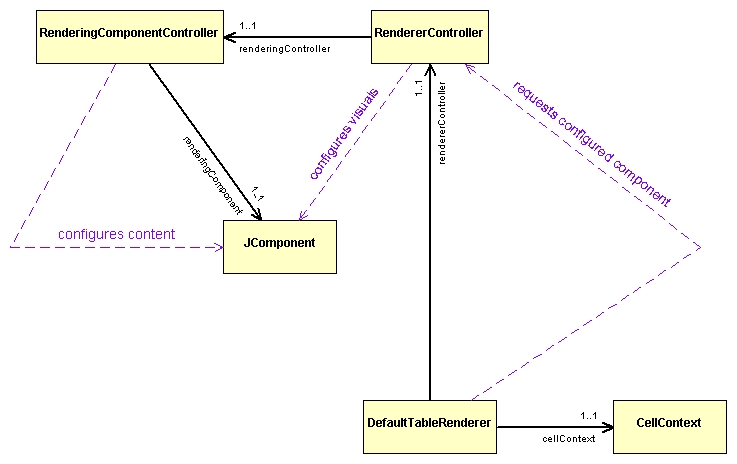 RenderingComponentController
1..1
renderingController
RendererController
1..1
rendererController
configures visuals
requests configured component
renderingComponent
1..1
configures content
JComponent
DefaultTableRenderer
1..1
cellContext
CellContext